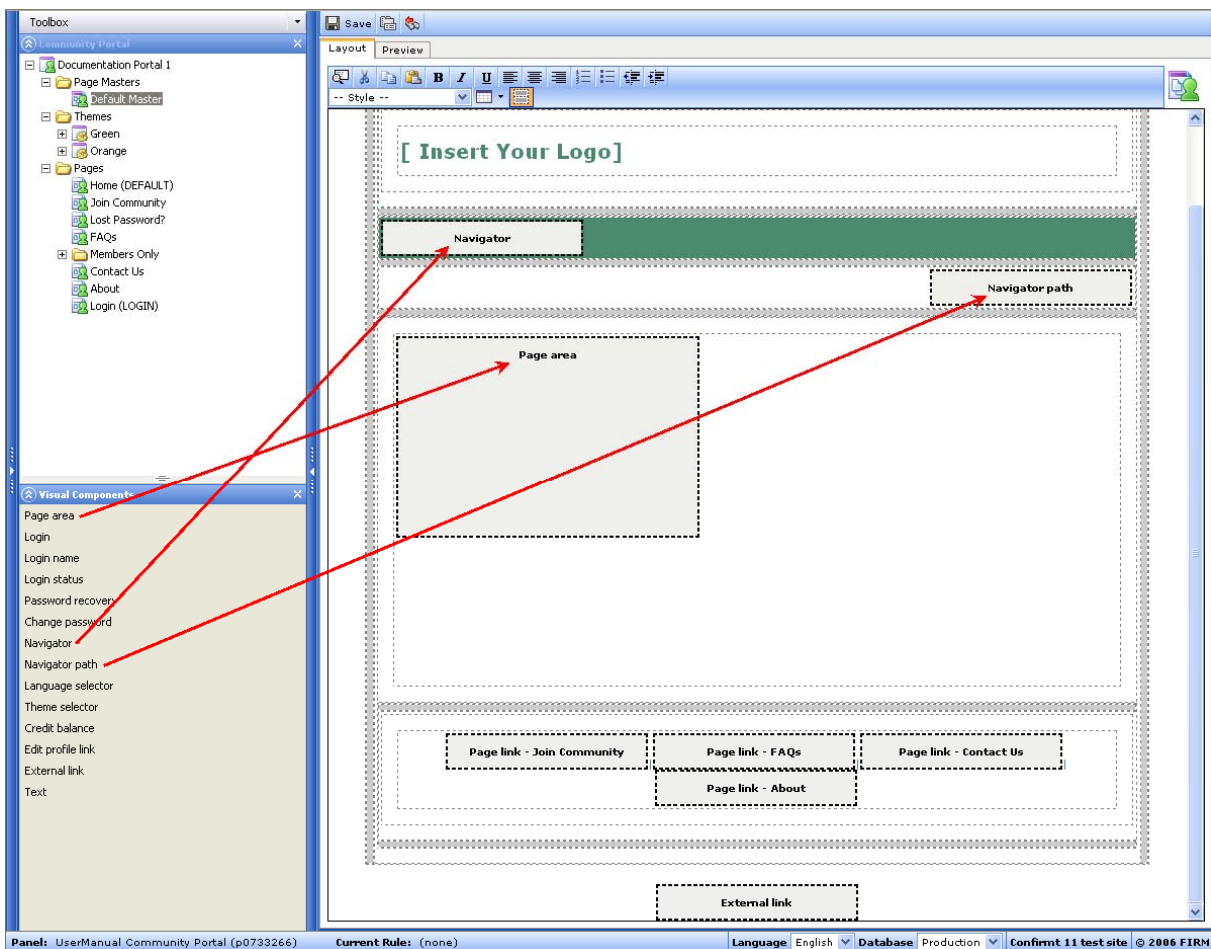 Toolbox
Save
Community Portal
Layout Preview
Documentation Portal 1
Page Masters
Default Master
Themes
Green
Orange
Pages
Home (DEFAULT)
Join Community
Lost Password?
FAQs
Members Only
Contact Us
About
Login (LOGIN)
B I U
-- Style --
[ Insert Your Logo]
Navigator
Navigator path
Page area
Visual Components
Page area
Login
Login name
Login status
Password recovery
Change password
Navigator
Navigator path
Language selector
Theme selector
Credit balance
Edit profile link
External link
Text
Page link - Join Community
Page link - FAQs
Page link - Contact Us
Page link - About
External link
Panel: UserManual Community Portal (p0733266) Current Rule: (none) Language English Database Production Confirmt 11 test site © 2006 FIRM